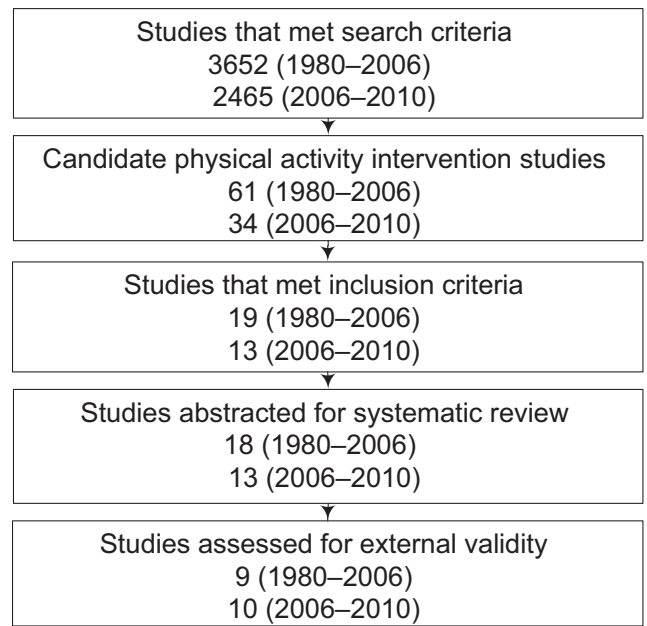 Studies that met search criteria
3652 (1980–2006)
2465 (2006–2010)
Candidate physical activity intervention studies
61 (1980–2006)
34 (2006–2010)
Studies that met inclusion criteria
19 (1980–2006)
13 (2006–2010)
Studies abstracted for systematic review
18 (1980–2006)
13 (2006–2010)
Studies assessed for external validity
9 (1980–2006)
10 (2006–2010)